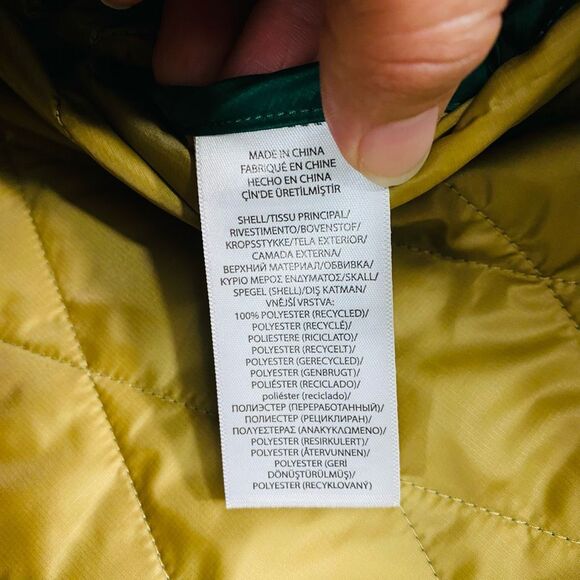 MADE IN CHINA
FABRIQUÉ EN CHINE
HECHO EN CHINA
ÇİN'DE ÜRETİLMİŞTİR
SHELL/TISSU PRINCIPAL/
RIVESTIMENTO/BOVENSTOF/
KROPSSTYKKE/TELA EXTERIOR/
CAMADA EXTERNA/
ВЕРХНИЙ МАТЕРИАЛ/ОБВИВКА/
ΚΥΡΙΟ ΜΕΡΟΣ ΕΝΔΥΜΑΤΟΣ/SKALL/
SPEGEL (SHELL)/DIŞ KATMAN/
VNĚJŠÍ VRSTVA:
100% POLYESTER (RECYCLED)/
POLYESTER (RECYCLÉ)/
POLIESTERE (RICICLATO)/
POLYESTER (RECYCELT)/
POLYESTER (GERECYCLED)/
POLYESTER (GENBRUGT)/
POLIÉSTER (RECICLADO)/
poliéster (reciclado)/
ПОЛИЭСТЕР (ПЕРЕРАБОТАННЫЙ)/
ПОЛИЕСТЕР (РЕЦИКЛИРАН)/
ΠΟΛΥΕΣΤΕΡΑΣ (ΑΝΑΚΥΚΛΩΜΕΝΟ)/
POLYESTER (RESIRKULERT)/
POLYESTER (ÅTERVUNNEN)/
POLYESTER (GERİ
DÖNÜŞTÜRÜLMÜŞ)/
POLYESTER (RECYKLOVANÝ)